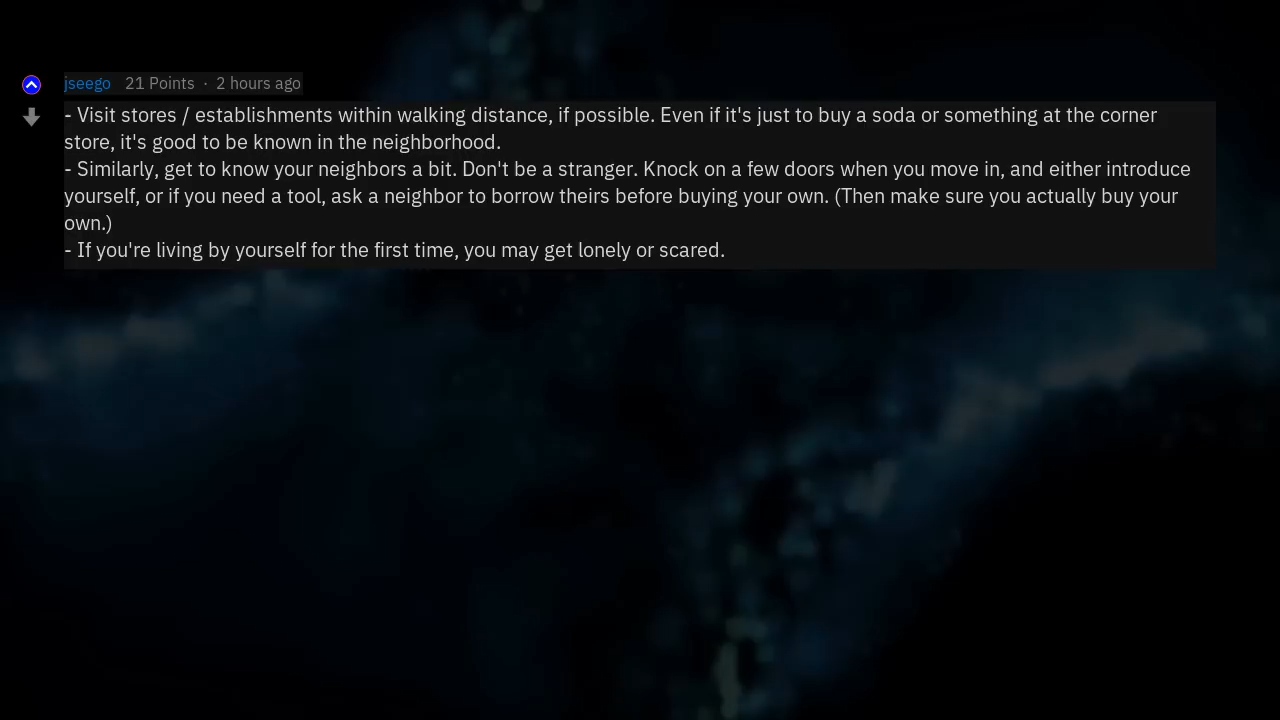 jseego 21 Points · 2 hours ago
- Visit stores / establishments within walking distance, if possible. Even if it's just to buy a soda or something at the corner
store, it's good to be known in the neighborhood.
- Similarly, get to know your neighbors a bit. Don't be a stranger. Knock on a few doors when you move in, and either introduce
yourself, or if you need a tool, ask a neighbor to borrow theirs before buying your own. (Then make sure you actually buy your
own.)
- If you're living by yourself for the first time, you may get lonely or scared.